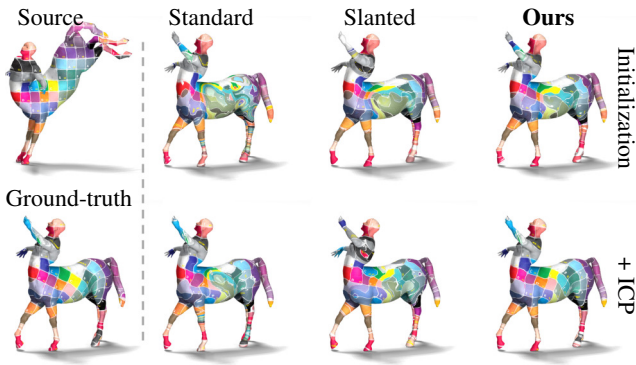 Source
Standard
Slanted
Ours
Initialization
Ground-truth
+ ICP